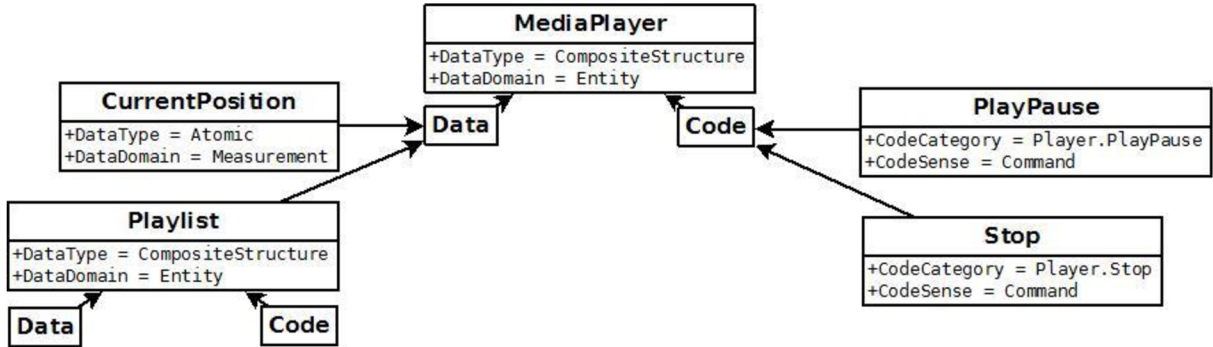 MediaPlayer
+DataType = CompositeStructure
+DataDomain = Entity
CurrentPosition
+DataType = Atomic
+DataDomain = Measurement
Data
Code
PlayPause
+CodeCategory = Player.PlayPause
+CodeSense = Command
Playlist
+DataType = CompositeStructure
+DataDomain = Entity
Stop
+CodeCategory = Player.Stop
+CodeSense = Command
Data
Code